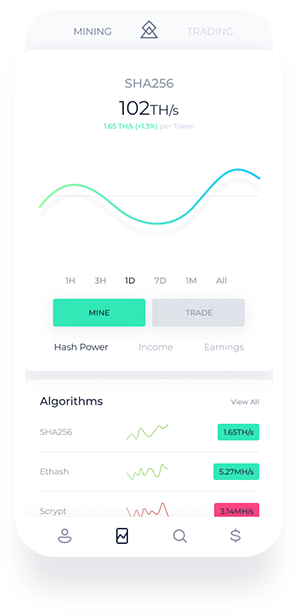 MINING TRADING
SHA256
102TH/s
1.65 TH/s (+1.3%) per Token
1H 3H 1D 7D 1M All
MINE TRADE
Hash Power Income Earnings
Algorithms View All
SHA256 1.65TH/s
Ethash 5.27MH/s
Scrypt 3.14MH/s